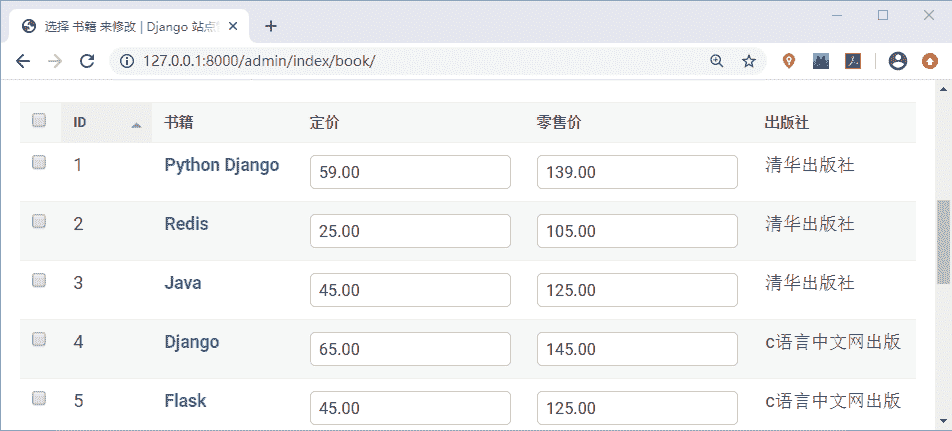 选择 书籍 来修改 | Django 站点
127.0.0.1:8000/admin/index/book/
ID 书籍 定价 零售价 出版社
1 Python Django 59.00 139.00 清华出版社
2 Redis 25.00 105.00 清华出版社
3 Java 45.00 125.00 清华出版社
4 Django 65.00 145.00 c语言中文网出版
5 Flask 45.00 125.00 c语言中文网出版